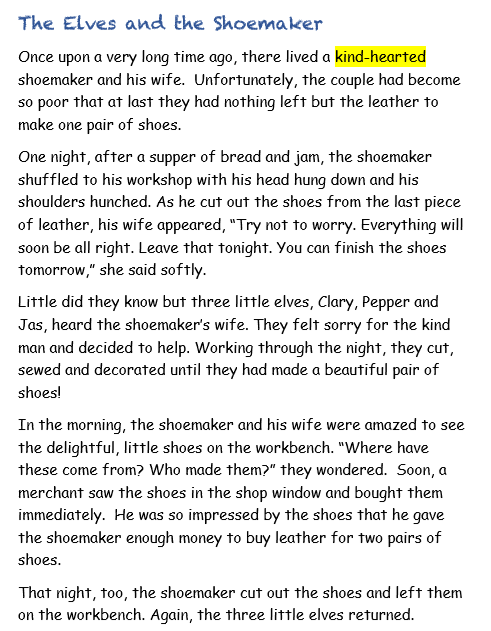 The Elves and the Shoemaker
Once upon a very long time ago, there lived a kind-hearted
shoemaker and his wife.  Unfortunately, the couple had become
so poor that at last they had nothing left but the leather to
make one pair of shoes.
One night, after a supper of bread and jam, the shoemaker
shuffled to his workshop with his head hung down and his
shoulders hunched. As he cut out the shoes from the last piece
of leather, his wife appeared, “Try not to worry. Everything will
soon be all right. Leave that tonight. You can finish the shoes
tomorrow,” she said softly.
Little did they know but three little elves, Clary, Pepper and
Jas, heard the shoemaker’s wife. They felt sorry for the kind
man and decided to help. Working through the night, they cut,
sewed and decorated until they had made a beautiful pair of
shoes!
In the morning, the shoemaker and his wife were amazed to see
the delightful, little shoes on the workbench. “Where have
these come from? Who made them?” they wondered.  Soon, a
merchant saw the shoes in the shop window and bought them
immediately.  He was so impressed by the shoes that he gave
the shoemaker enough money to buy leather for two pairs of
shoes.
That night, too, the shoemaker cut out the shoes and left them
on the workbench. Again, the three little elves returned.